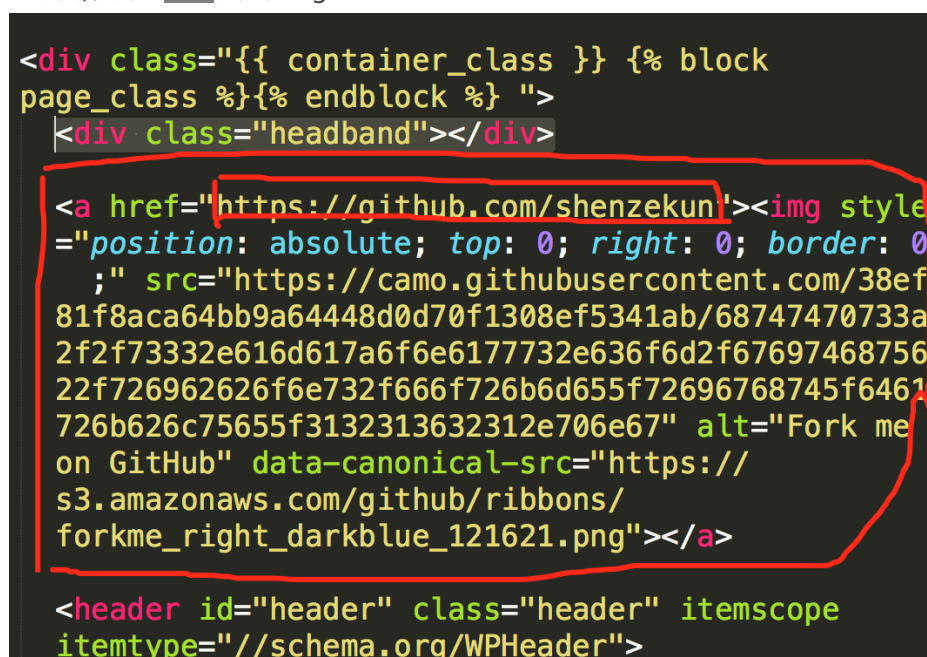 <div class="{{ container_class }} {% block
page_class %}{% endblock %} ">
<div class="headband"></div>
<a href="https://github.com/shenzekun"><img style
="position: absolute; top: 0; right: 0; border: 0
;" src="https://camo.githubusercontent.com/38ef
81f8aca64bb9a64448d0d70f1308ef5341ab/68747470733a
2f2f73332e616d617a6f6e6177732e636f6d2f67697468756
22f726962626f6e732f666f726b6d655f72696768745f6461
726b626c75655f3132313632312e706e67" alt="Fork me
on GitHub" data-canonical-src="https://
s3.amazonaws.com/github/ribbons/
forkme_right_darkblue_121621.png"></a>
<header id="header" class="header" itemscope
itemtype="//schema.org/WPHeader">